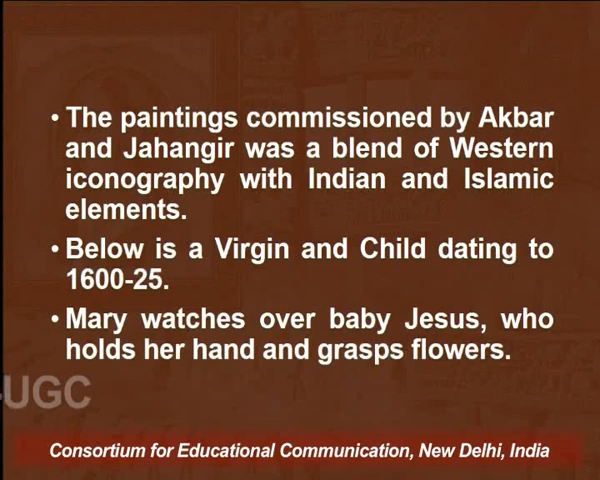 • The paintings commissioned by Akbar
and Jahangir was a blend of Western
iconography with Indian and Islamic
elements.
• Below is a Virgin and Child dating to
1600-25.
• Mary watches over baby Jesus, who
holds her hand and grasps flowers.
-UGC
Consortium for Educational Communication, New Delhi, India